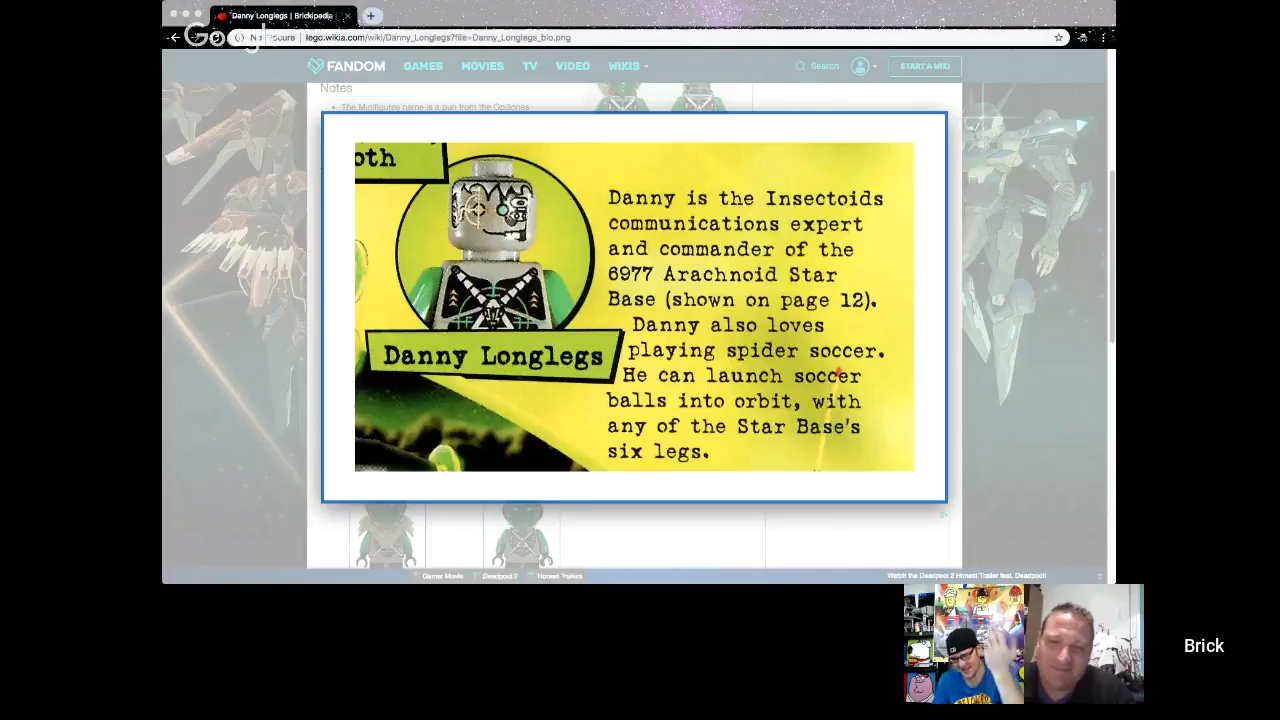 Danny Longlegs | Brickipedia
Google
lego.wikia.com/wiki/Danny_Longlegs?file=Danny_Longlegs_bio.png
FANDOM GAMES MOVIES TV VIDEO WIKIS Search START A WIKI
Notes
The Minifigures name is a pun from the Opiliones
oth
Danny Longlegs
Danny is the Insectoids
communications expert
and commander of the
6977 Arachnoid Star
Base (shown on page 12).
Danny also loves
playing spider soccer.
He can launch soccer
balls into orbit, with
any of the Star Base's
six legs.
Gamer Movie Deadpool 2 Honest Trailers Watch the Deadpool 2 Honest Trailer feat. Deadpool!
Brick